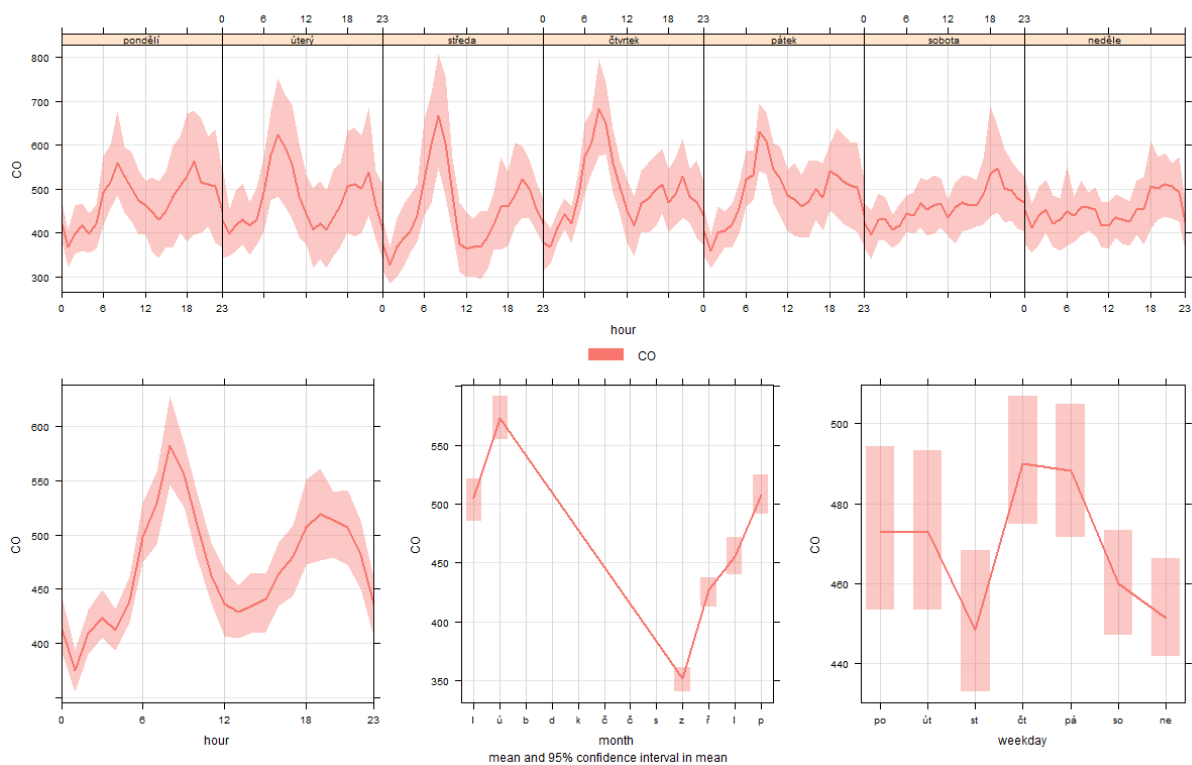 0 6 18 23 0 6 18 23 0 6 18 23
pondělí úterý středa čtvrtek pátek sobota neděle
800
700
600
500
400
300
CO
0 6 12 18 23 0 6 12 18 23 0 6 12 18 23 0 6 12 18 23
hour
CO
600
550
500
450
400
CO
0 6 12 18 23
hour
550
500
450
400
350
CO
l ú b d k č č s z ř l p
month
mean and 95% confidence interval in mean
500
480
460
440
CO
po út st čt pá so ne
weekday